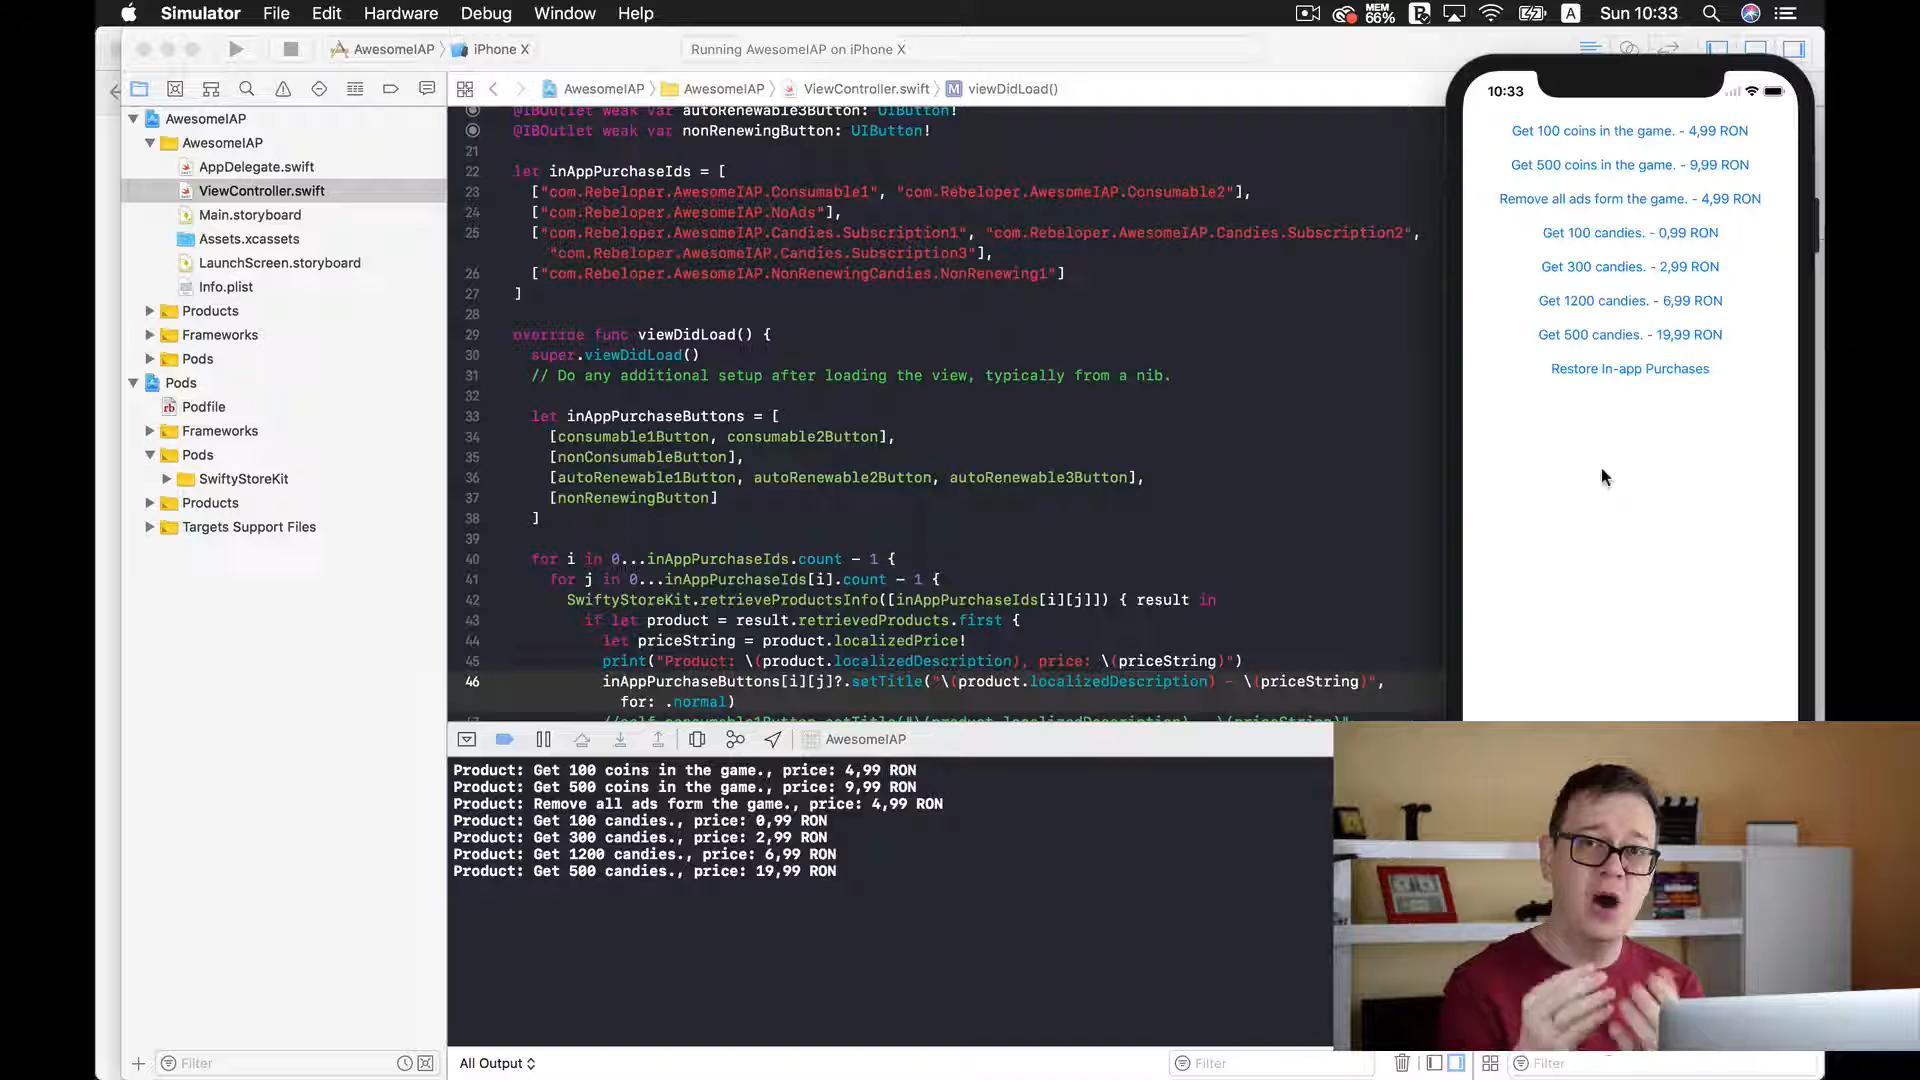 Simulator File Edit Hardware Debug Window Help
MEM 66% A Sun 10:33
AwesomeIAP iPhone X
Running AwesomeIAP on iPhone X
AwesomeIAP AwesomeIAP ViewController.swift M viewDidLoad()
AwesomeIAP
AwesomeIAP
AppDelegate.swift
ViewController.swift
Main.storyboard
Assets.xcassets
LaunchScreen.storyboard
Info.plist
Products
Frameworks
Pods
Pods
rb Podfile
Frameworks
Pods
SwiftyStoreKit
Products
Targets Support Files
Filter
@IBOutlet weak var autoRenewable3Button: UIButton!
@IBOutlet weak var nonRenewingButton: UIButton!
21
22 let inAppPurchaseIds = [
23 ["com.Rebeloper.AwesomeIAP.Consumable1", "com.Rebeloper.AwesomeIAP.Consumable2"],
24 ["com.Rebeloper.AwesomeIAP.NoAds"],
25 ["com.Rebeloper.AwesomeIAP.Candies.Subscription1", "com.Rebeloper.AwesomeIAP.Candies.Subscription2",
"com.Rebeloper.AwesomeIAP.Candies.Subscription3"],
26 ["com.Rebeloper.AwesomeIAP.NonRenewingCandies.NonRenewing1"]
27 ]
28
29 override func viewDidLoad() {
30 super.viewDidLoad()
31 // Do any additional setup after loading the view, typically from a nib.
32
33 let inAppPurchaseButtons = [
34 [consumable1Button, consumable2Button],
35 [nonConsumableButton],
36 [autoRenewable1Button, autoRenewable2Button, autoRenewable3Button],
37 [nonRenewingButton]
38 ]
39
40 for i in 0...inAppPurchaseIds.count - 1 {
41 for j in 0...inAppPurchaseIds[i].count - 1 {
42 SwiftyStoreKit.retrieveProductsInfo([inAppPurchaseIds[i][j]]) { result in
43 if let product = result.retrievedProducts.first {
44 let priceString = product.localizedPrice!
45 print("Product: \(product.localizedDescription), price: \(priceString)")
46 inAppPurchaseButtons[i][j]?.setTitle("\(product.localizedDescription) - \(priceString)",
for: .normal)
//self.consumable1Button.setTitle("\(product.localizedDescription) - \(priceString)"
AwesomeIAP
Product: Get 100 coins in the game., price: 4,99 RON
Product: Get 500 coins in the game., price: 9,99 RON
Product: Remove all ads form the game., price: 4,99 RON
Product: Get 100 candies., price: 0,99 RON
Product: Get 300 candies., price: 2,99 RON
Product: Get 1200 candies., price: 6,99 RON
Product: Get 500 candies., price: 19,99 RON
All Output Filter Filter
10:33
Get 100 coins in the game. - 4,99 RON
Get 500 coins in the game. - 9,99 RON
Remove all ads form the game. - 4,99 RON
Get 100 candies. - 0,99 RON
Get 300 candies. - 2,99 RON
Get 1200 candies. - 6,99 RON
Get 500 candies. - 19,99 RON
Restore In-app Purchases